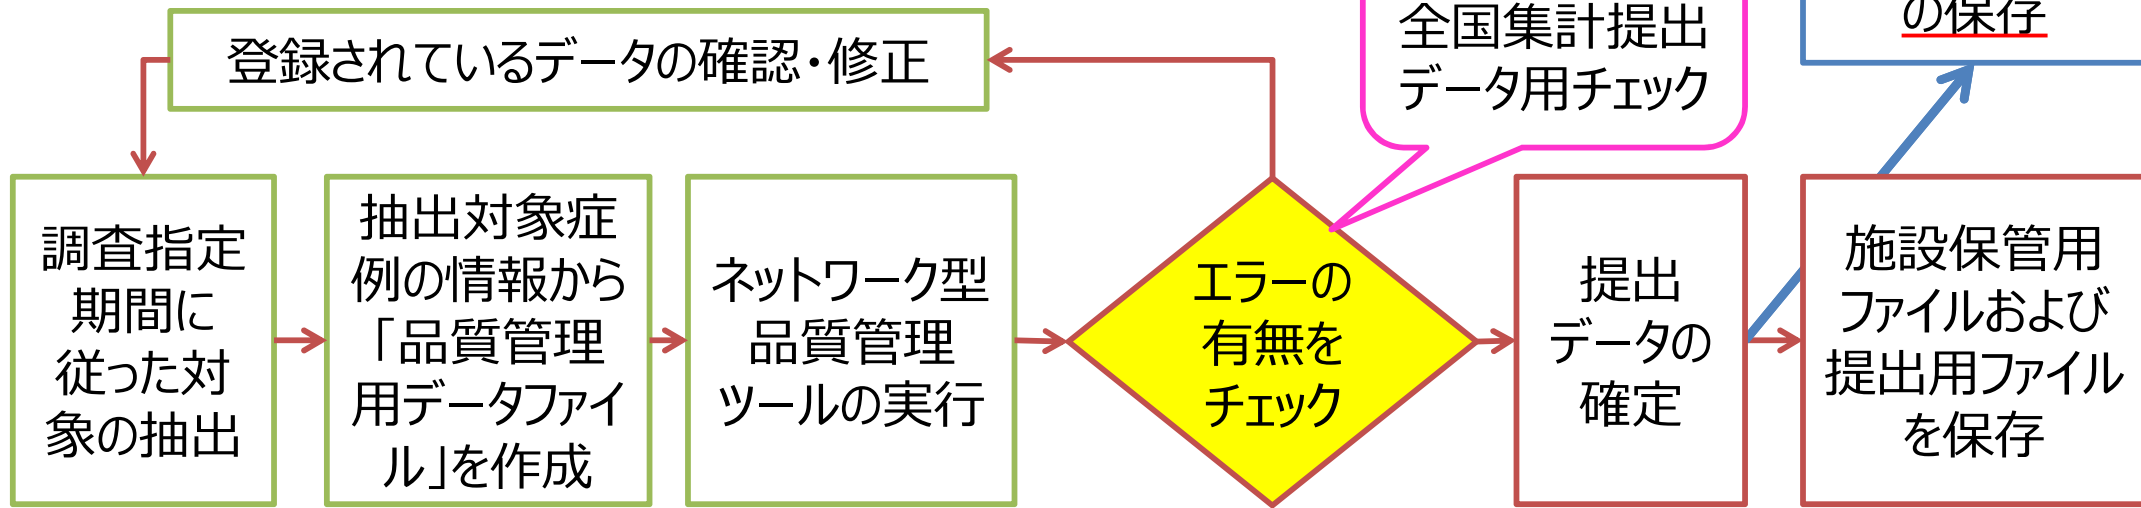 全国集計提出
データ用チェック
の保存
登録されているデータの確認・修正
調査指定
期間に
従った対
象の抽出
抽出対象症
例の情報から
「品質管理
用データファイ
ル」を作成
ネットワーク型
品質管理
ツールの実行
エラーの
有無を
チェック
提出
データの
確定
施設保管用
ファイルおよび
提出用ファイル
を保存